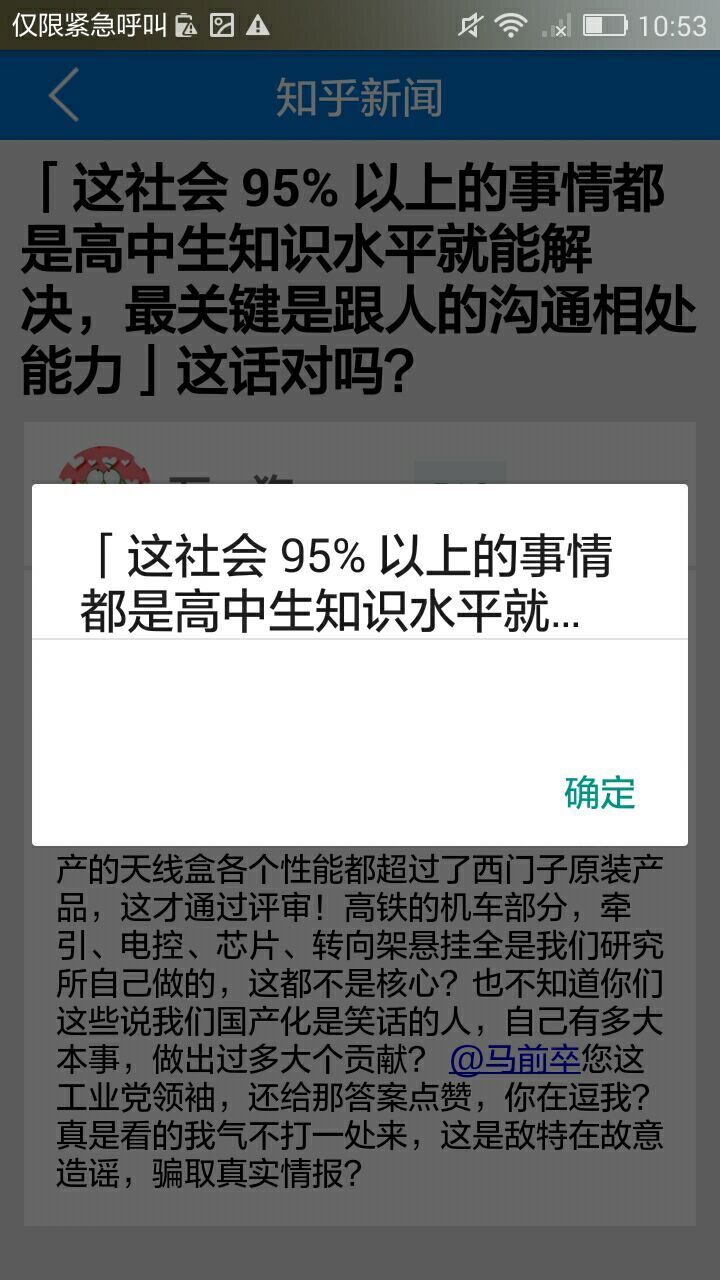 仅限紧急呼叫 10:53
知乎新闻
「 这社会 95% 以上的事情都
是高中生知识水平就能解
决，最关键是跟人的沟通相处
能力 」这话对吗？
「 这社会 95% 以上的事情
都是高中生知识水平就...
确定
产的天线盒各个性能都超过了西门子原装产
品，这才通过评审！高铁的机车部分，牵
引、电控、芯片、转向架悬挂全是我们研究
所自己做的，这都不是核心？也不知道你们
这些说我们国产化是笑话的人，自己有多大
本事，做出过多大个贡献？ @马前卒您这
工业党领袖，还给那答案点赞，你在逗我？
真是看的我气不打一处来，这是敌特在故意
造谣，骗取真实情报？